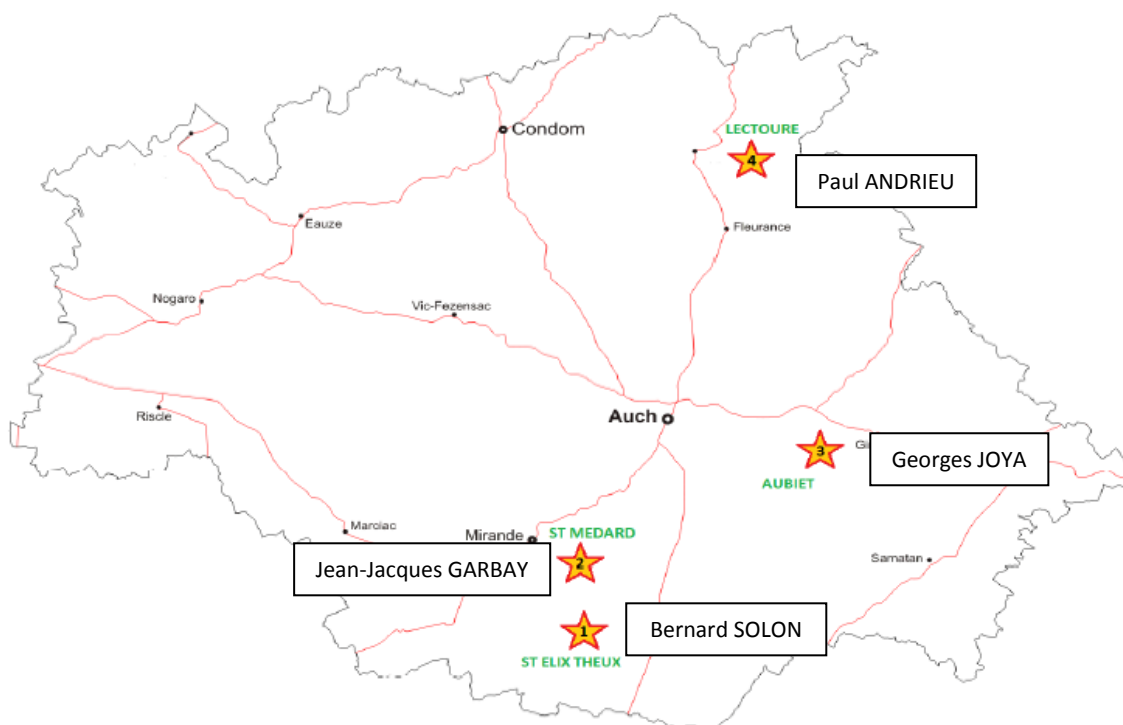 Condom
LECTOURE
4
Paul ANDRIEU
Eauze
Fleurance
Nogaro
Vic-Fezensac
Riscle
Auch
3
Georges JOYA
AUBIET
Marciac
Mirande
ST MEDARD
2
Jean-Jacques GARBAY
Samatan
1
Bernard SOLON
ST ELIX THEUX